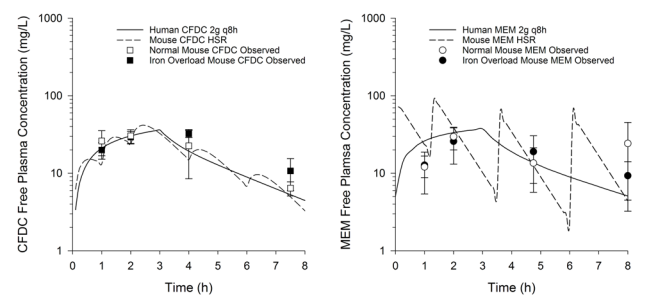 Human CFDC 2g q8h
Mouse CFDC HSR
Normal Mouse CFDC Observed
Iron Overload Mouse CFDC Observed
CFDC Free Plasma Concentration (mg/L)
1000
100
10
1
0 1 2 3 4 5 6 7 8
Time (h)
Human MEM 2g q8h
Mouse MEM HSR
Normal Mouse MEM Observed
Iron Overload Mouse MEM Observed
MEM Free Plamsa Concentration (mg/L)
1000
100
10
1
0 1 2 3 4 5 6 7 8
Time (h)